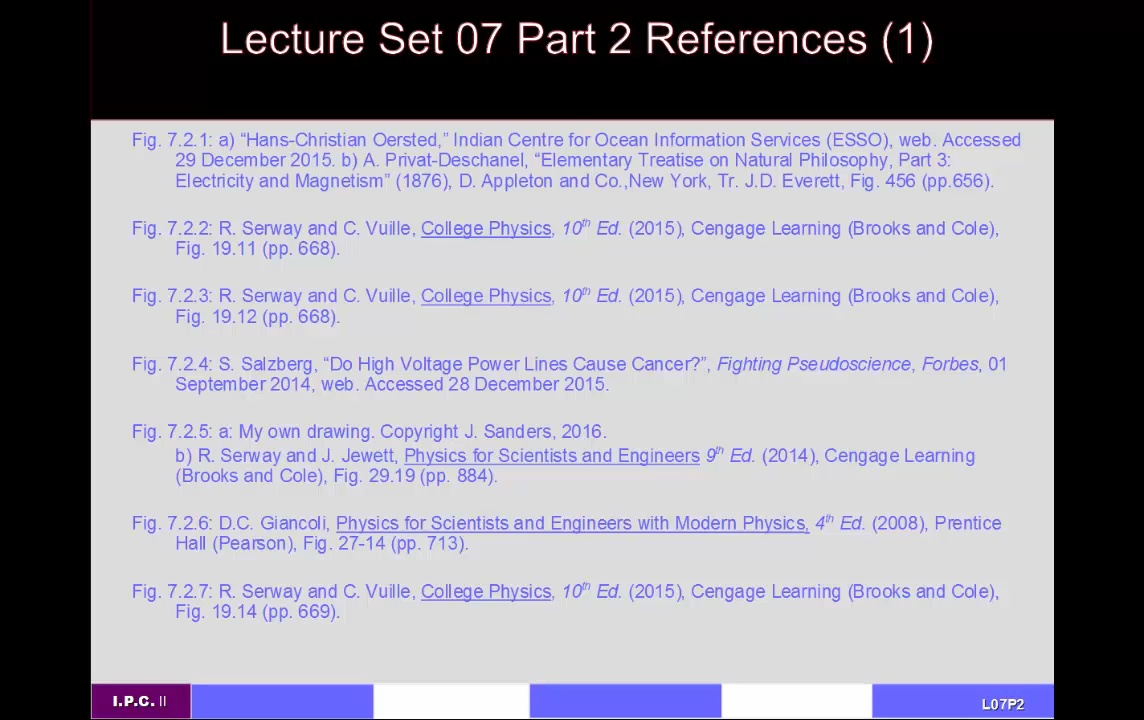 Lecture Set 07 Part 2 References (1)
Fig. 7.2.1: a) “Hans-Christian Oersted,” Indian Centre for Ocean Information Services (ESSO), web. Accessed
29 December 2015. b) A. Privat-Deschanel, “Elementary Treatise on Natural Philosophy, Part 3:
Electricity and Magnetism” (1876), D. Appleton and Co.,New York, Tr. J.D. Everett, Fig. 456 (pp.656).
Fig. 7.2.2: R. Serway and C. Vuille, College Physics, 10th Ed. (2015), Cengage Learning (Brooks and Cole),
Fig. 19.11 (pp. 668).
Fig. 7.2.3: R. Serway and C. Vuille, College Physics, 10th Ed. (2015), Cengage Learning (Brooks and Cole),
Fig. 19.12 (pp. 668).
Fig. 7.2.4: S. Salzberg, “Do High Voltage Power Lines Cause Cancer?”, Fighting Pseudoscience, Forbes, 01
September 2014, web. Accessed 28 December 2015.
Fig. 7.2.5: a: My own drawing. Copyright J. Sanders, 2016.
b) R. Serway and J. Jewett, Physics for Scientists and Engineers 9th Ed. (2014), Cengage Learning
(Brooks and Cole), Fig. 29.19 (pp. 884).
Fig. 7.2.6: D.C. Giancoli, Physics for Scientists and Engineers with Modern Physics, 4th Ed. (2008), Prentice
Hall (Pearson), Fig. 27-14 (pp. 713).
Fig. 7.2.7: R. Serway and C. Vuille, College Physics, 10th Ed. (2015), Cengage Learning (Brooks and Cole),
Fig. 19.14 (pp. 669).
I.P.C. II
L07P2